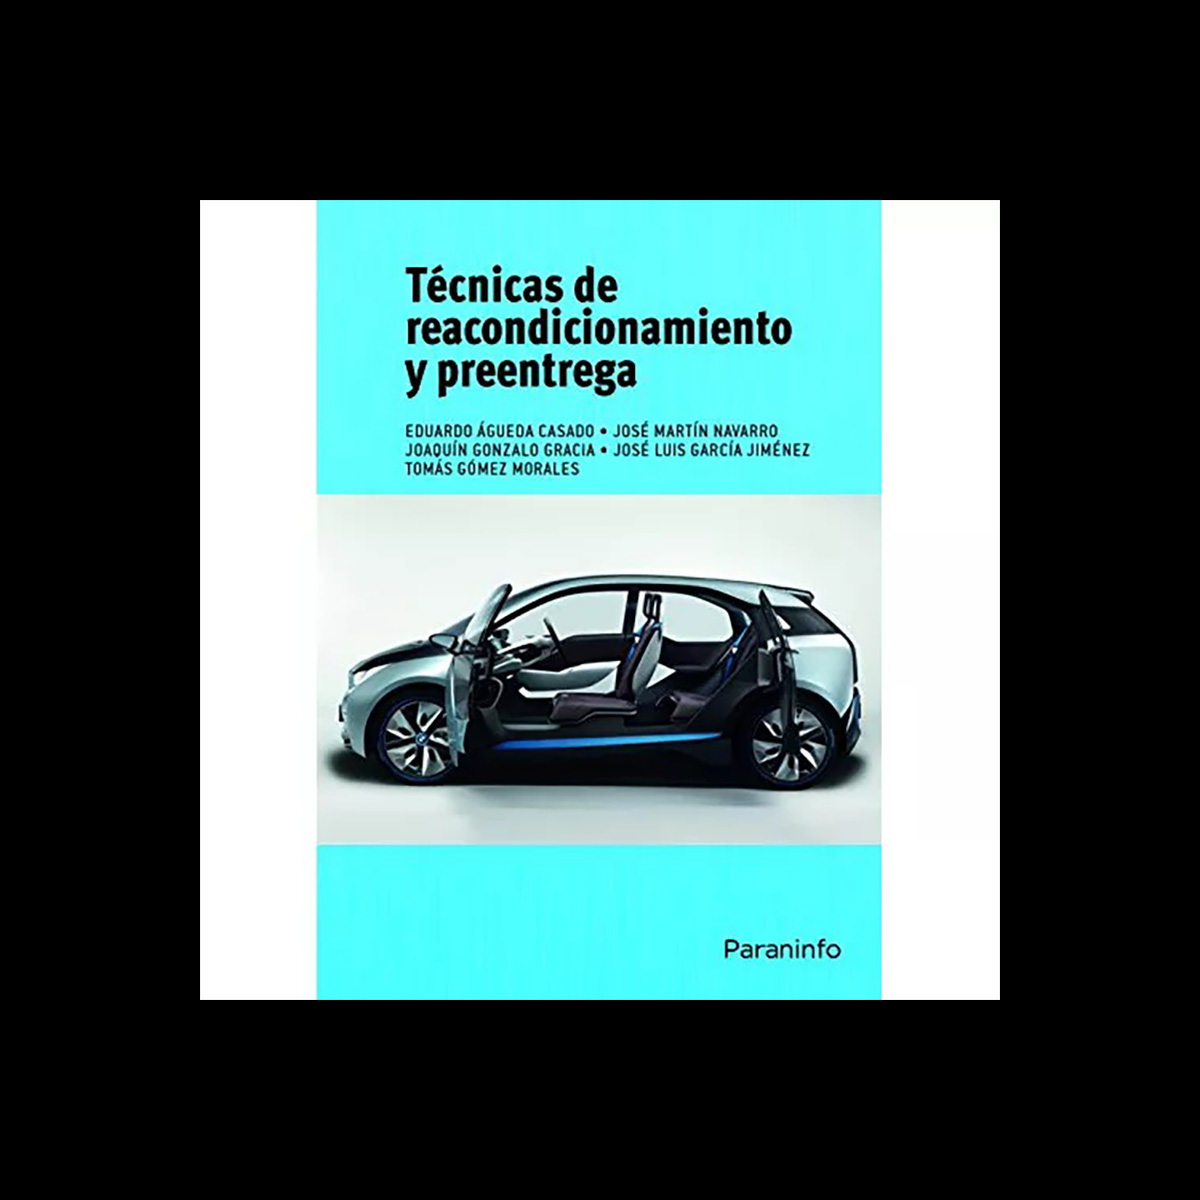 Técnicas de
reacondicionamiento
y preentrega
EDUARDO ÁGUEDA CASADO • JOSÉ MARTÍN NAVARRO
JOAQUÍN GONZALO GRACIA • JOSÉ LUIS GARCÍA JIMÉNEZ
TOMÁS GÓMEZ MORALES
Paraninfo